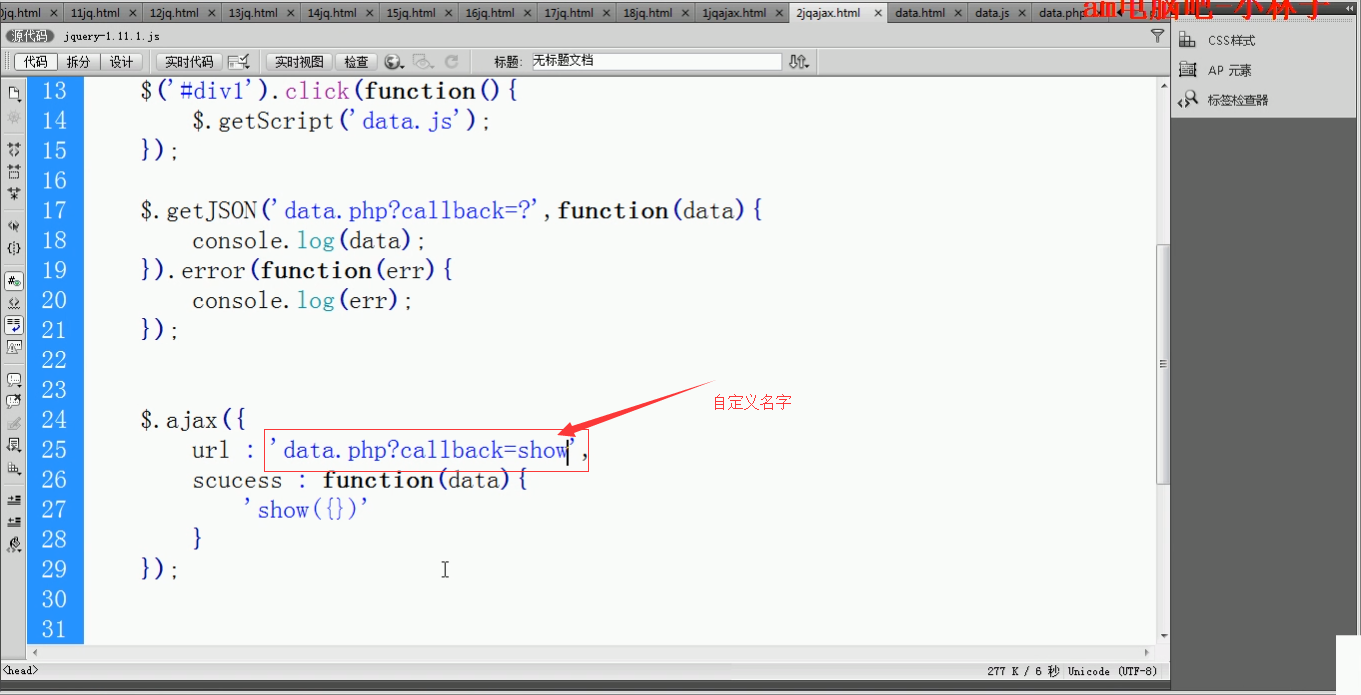 jq.html 11jq.html 12jq.html 13jq.html 14jq.html 15jq.html 16jq.html 17jq.html 18jq.html 1jqajax.html 2jqajax.html data.html data.js data.php
源代码 jquery-1.11.1.js
代码 拆分 设计 实时代码 实时视图 检查 标题: 无标题文档
CSS样式
AP 元素
标签检查器
13 $('#div1').click(function(){
14 $.getScript('data.js');
15 });
16
17 $.getJSON('data.php?callback=?',function(data){
18 console.log(data);
19 }).error(function(err){
20 console.log(err);
21 });
22
23
自定义名字
24 $.ajax({
25 url : 'data.php?callback=show',
26 scucess : function(data){
27 'show({})'
28 }
29 });
30
31
<head>
277 K / 6 秒 Unicode (UTF-8)